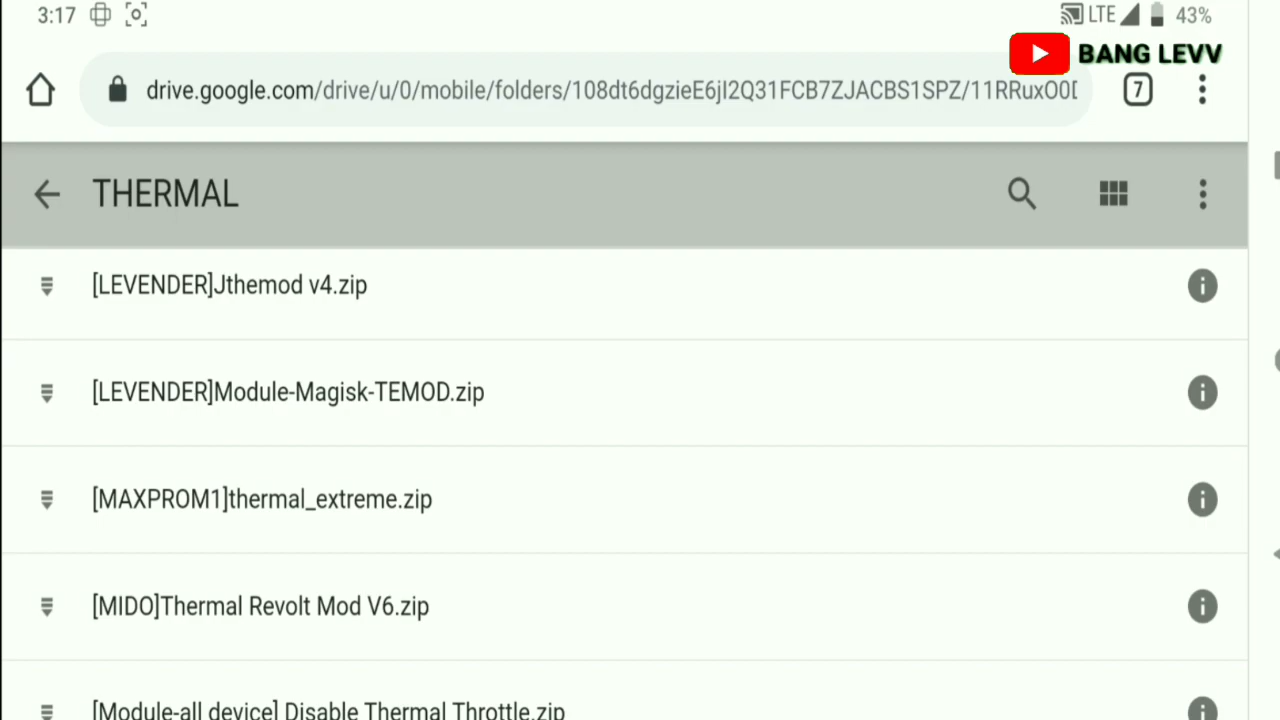 3:17
LTE 43%
BANG LEVV
drive.google.com/drive/u/0/mobile/folders/108dt6dgzieE6jI2Q31FCB7ZJACBS1SPZ/11RRuxO0D
7
THERMAL
[LEVENDER]Jthemod v4.zip
[LEVENDER]Module-Magisk-TEMOD.zip
[MAXPROM1]thermal_extreme.zip
[MIDO]Thermal Revolt Mod V6.zip
[Module-all device] Disable Thermal Throttle.zip